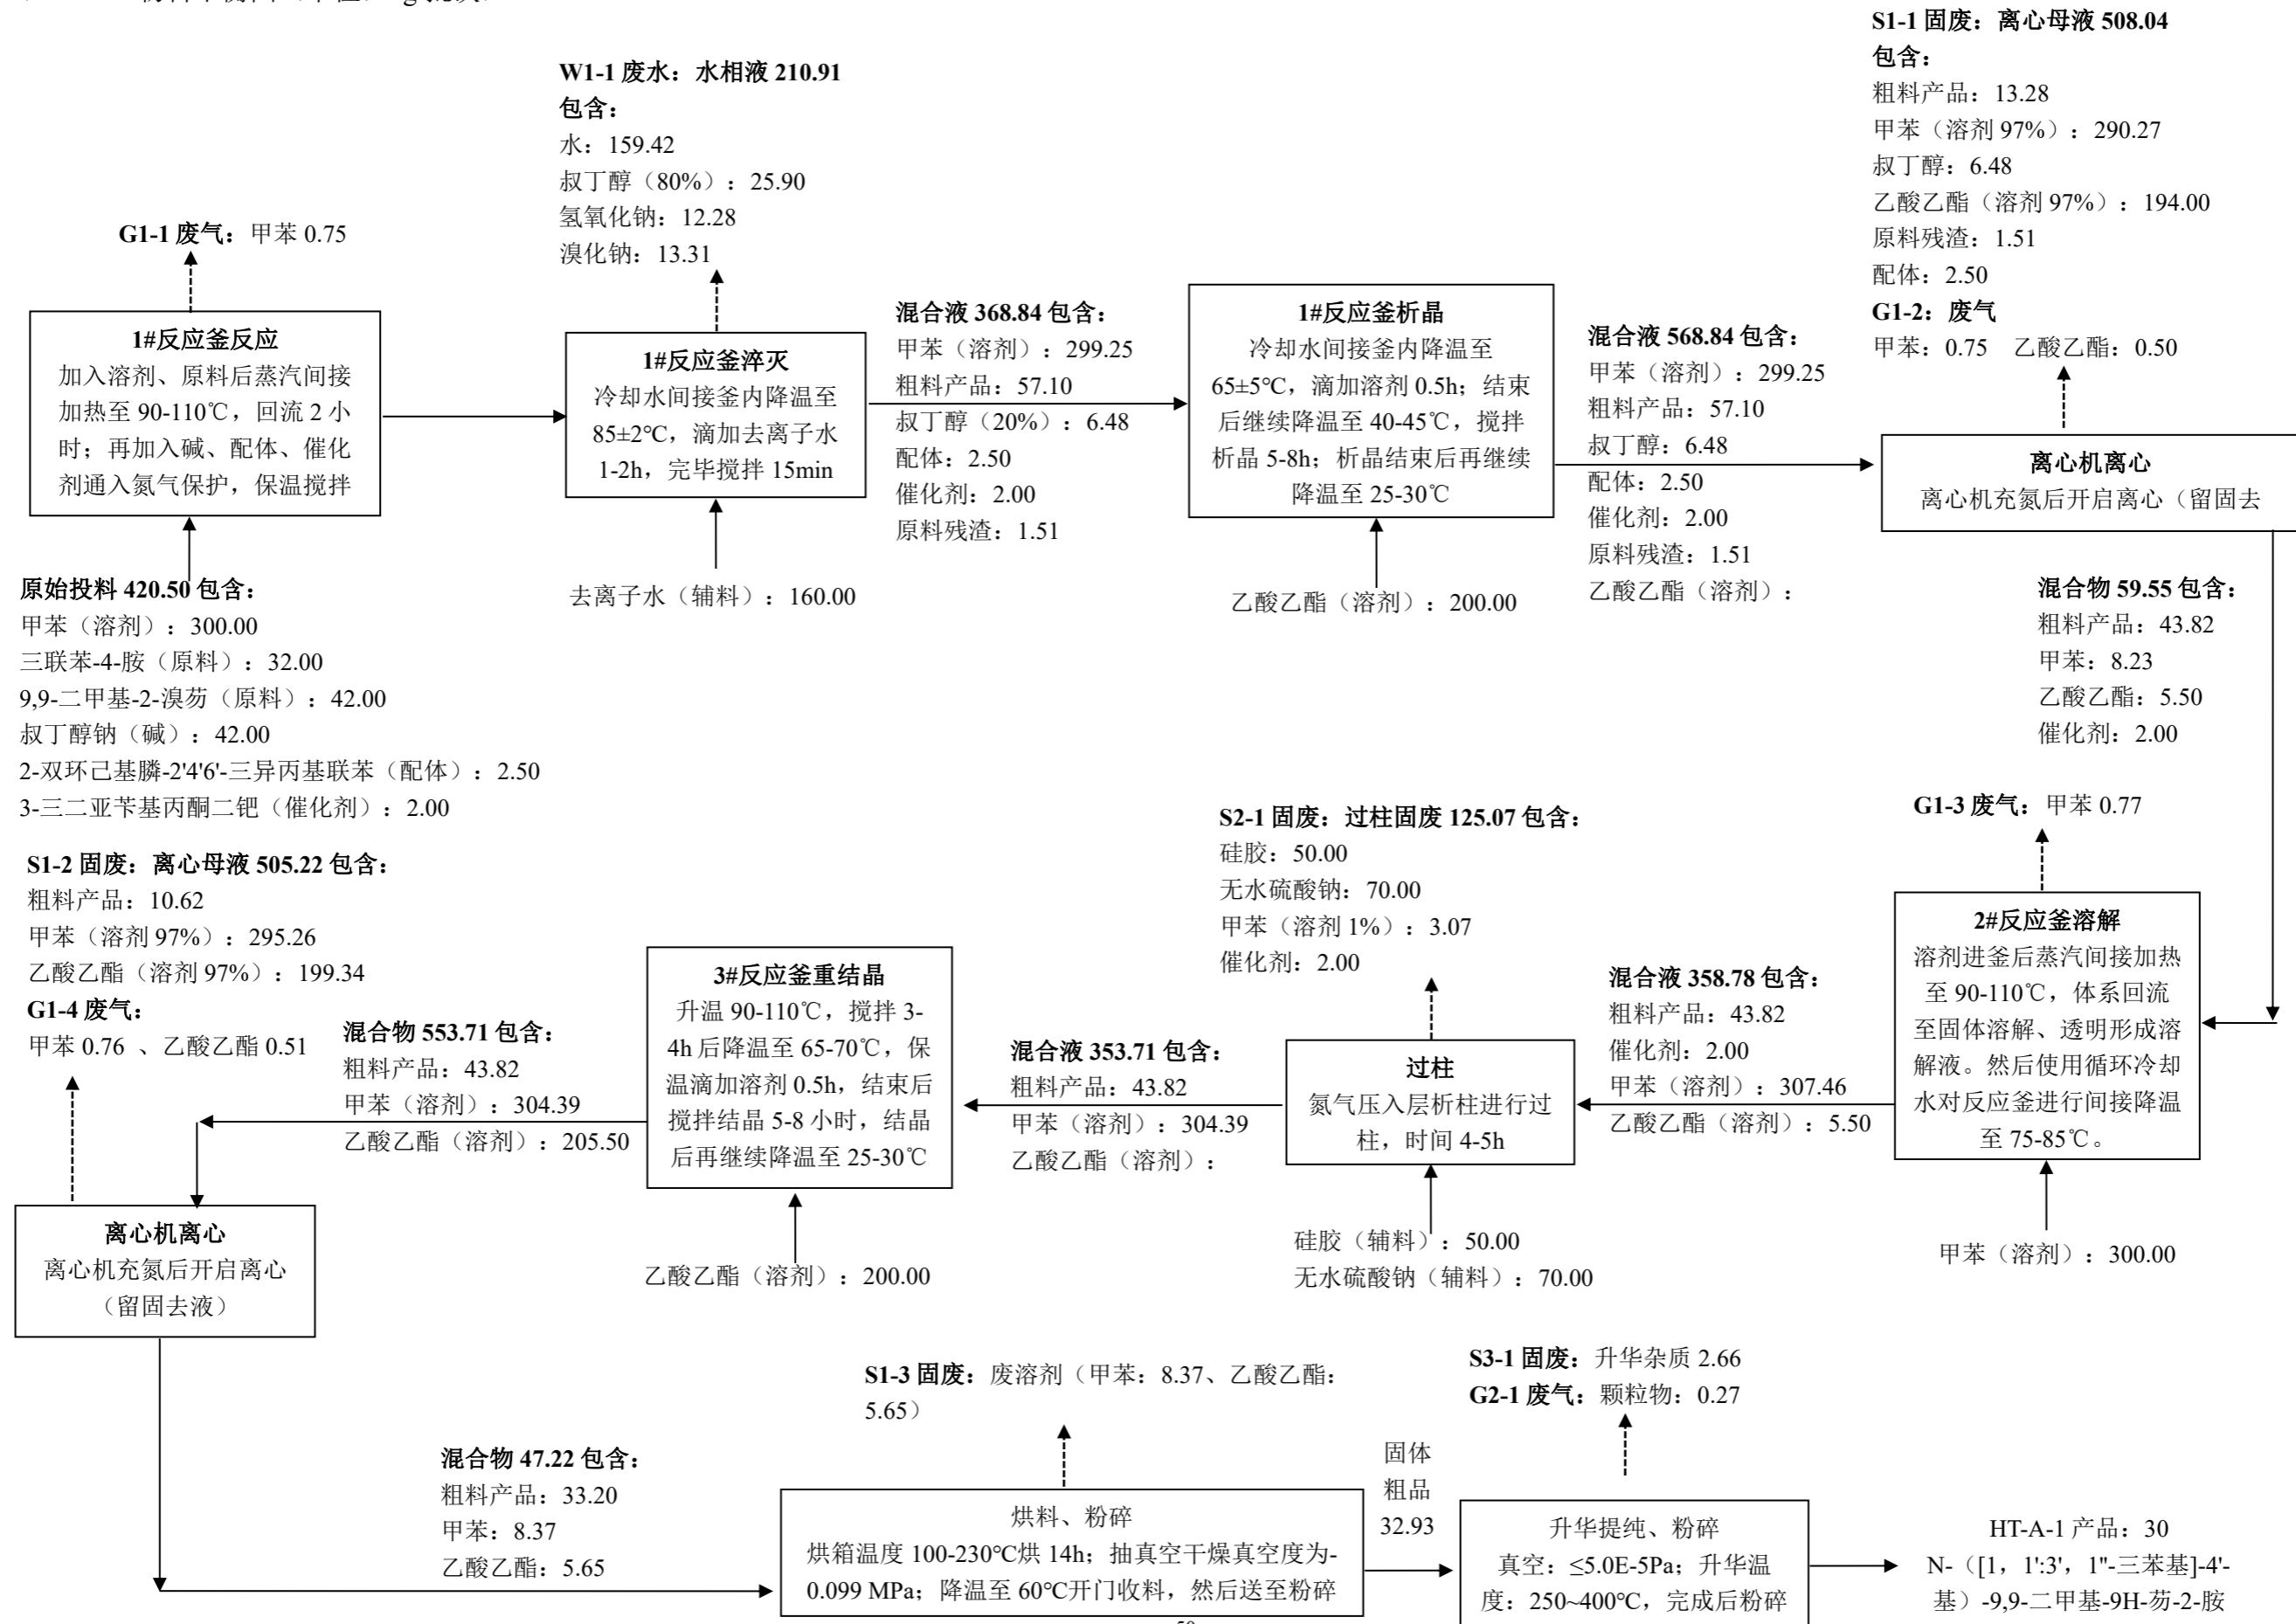 W1-1 废水：水相液 210.91
包含：
水：159.42
叔丁醇（80%）：25.90
氢氧化钠：12.28
溴化钠：13.31
S1-1 固废：离心母液 508.04
包含：
粗料产品：13.28
甲苯（溶剂 97%）：290.27
叔丁醇：6.48
乙酸乙酯（溶剂 97%）：194.00
原料残渣：1.51
配体：2.50
G1-2：废气
甲苯：0.75 乙酸乙酯：0.50
G1-1 废气：甲苯 0.75
1#反应釜反应
加入溶剂、原料后蒸汽间接
加热至 90-110℃，回流 2 小
时；再加入碱、配体、催化
剂通入氮气保护，保温搅拌
1#反应釜淬灭
冷却水间接釜内降温至
85±2℃，滴加去离子水
1-2h，完毕搅拌 15min
混合液 368.84 包含：
甲苯（溶剂）：299.25
粗料产品：57.10
叔丁醇（20%）：6.48
配体：2.50
催化剂：2.00
原料残渣：1.51
1#反应釜析晶
冷却水间接釜内降温至
65±5℃，滴加溶剂 0.5h；结束
后继续降温至 40-45℃，搅拌
析晶 5-8h；析晶结束后再继续
降温至 25-30℃
混合液 568.84 包含：
甲苯（溶剂）：299.25
粗料产品：57.10
叔丁醇：6.48
配体：2.50
催化剂：2.00
原料残渣：1.51
乙酸乙酯（溶剂）：
离心机离心
离心机充氮后开启离心（留固去
原始投料 420.50 包含：
甲苯（溶剂）：300.00
三联苯-4-胺（原料）：32.00
9,9-二甲基-2-溴芴（原料）：42.00
叔丁醇钠（碱）：42.00
2-双环己基膦-2'4'6'-三异丙基联苯（配体）：2.50
3-三二亚苄基丙酮二钯（催化剂）：2.00
去离子水（辅料）：160.00
乙酸乙酯（溶剂）：200.00
混合物 59.55 包含：
粗料产品：43.82
甲苯：8.23
乙酸乙酯：5.50
催化剂：2.00
G1-3 废气：甲苯 0.77
2#反应釜溶解
溶剂进釜后蒸汽间接加热
至 90-110℃，体系回流
至固体溶解、透明形成溶
解液。然后使用循环冷却
水对反应釜进行间接降温
至 75-85℃。
甲苯（溶剂）：300.00
混合液 358.78 包含：
粗料产品：43.82
催化剂：2.00
甲苯（溶剂）：307.46
乙酸乙酯（溶剂）：5.50
S2-1 固废：过柱固废 125.07 包含：
硅胶：50.00
无水硫酸钠：70.00
甲苯（溶剂 1%）：3.07
催化剂：2.00
过柱
氮气压入层析柱进行过
柱，时间 4-5h
硅胶（辅料）：50.00
无水硫酸钠（辅料）：70.00
混合液 353.71 包含：
粗料产品：43.82
甲苯（溶剂）：304.39
乙酸乙酯（溶剂）：
3#反应釜重结晶
升温 90-110℃，搅拌 3-
4h 后降温至 65-70℃，保
温滴加溶剂 0.5h，结束后
搅拌结晶 5-8 小时，结晶
后再继续降温至 25-30℃
乙酸乙酯（溶剂）：200.00
混合物 553.71 包含：
粗料产品：43.82
甲苯（溶剂）：304.39
乙酸乙酯（溶剂）：205.50
S1-2 固废：离心母液 505.22 包含：
粗料产品：10.62
甲苯（溶剂 97%）：295.26
乙酸乙酯（溶剂 97%）：199.34
G1-4 废气：
甲苯 0.76 、乙酸乙酯 0.51
离心机离心
离心机充氮后开启离心
（留固去液）
混合物 47.22 包含：
粗料产品：33.20
甲苯：8.37
乙酸乙酯：5.65
S1-3 固废：废溶剂（甲苯：8.37、乙酸乙酯：
5.65）
烘料、粉碎
烘箱温度 100-230℃烘 14h；抽真空干燥真空度为-
0.099 MPa；降温至 60℃开门收料，然后送至粉碎
固体
粗品
32.93
S3-1 固废：升华杂质 2.66
G2-1 废气：颗粒物：0.27
升华提纯、粉碎
真空：≤5.0E-5Pa；升华温
度：250~400℃，完成后粉碎
HT-A-1 产品：30
N-（[1，1':3'，1''-三苯基]-4'-
基）-9,9-二甲基-9H-芴-2-胺